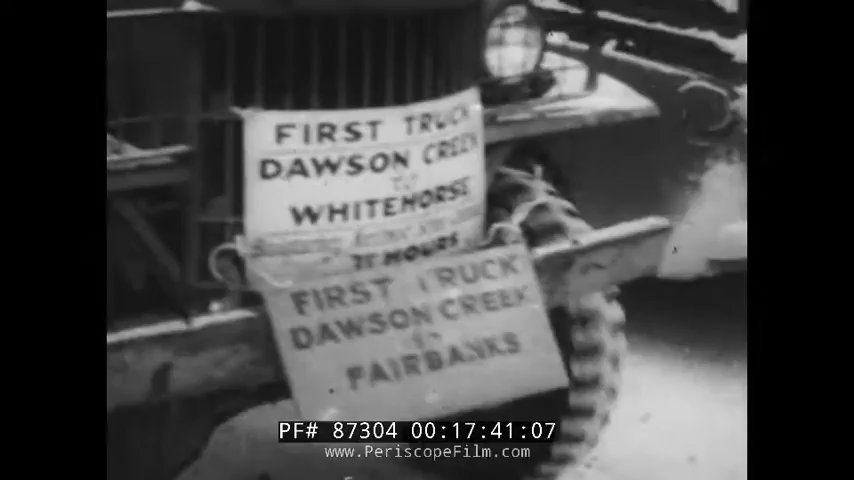 FIRST TRUCK
DAWSON CREEK
TO
WHITEHORSE
HOURS
FIRST TRUCK
DAWSON CREEK
to
FAIRBANKS
PF# 87304 00:17:41:07
www.PeriscopeFilm.com